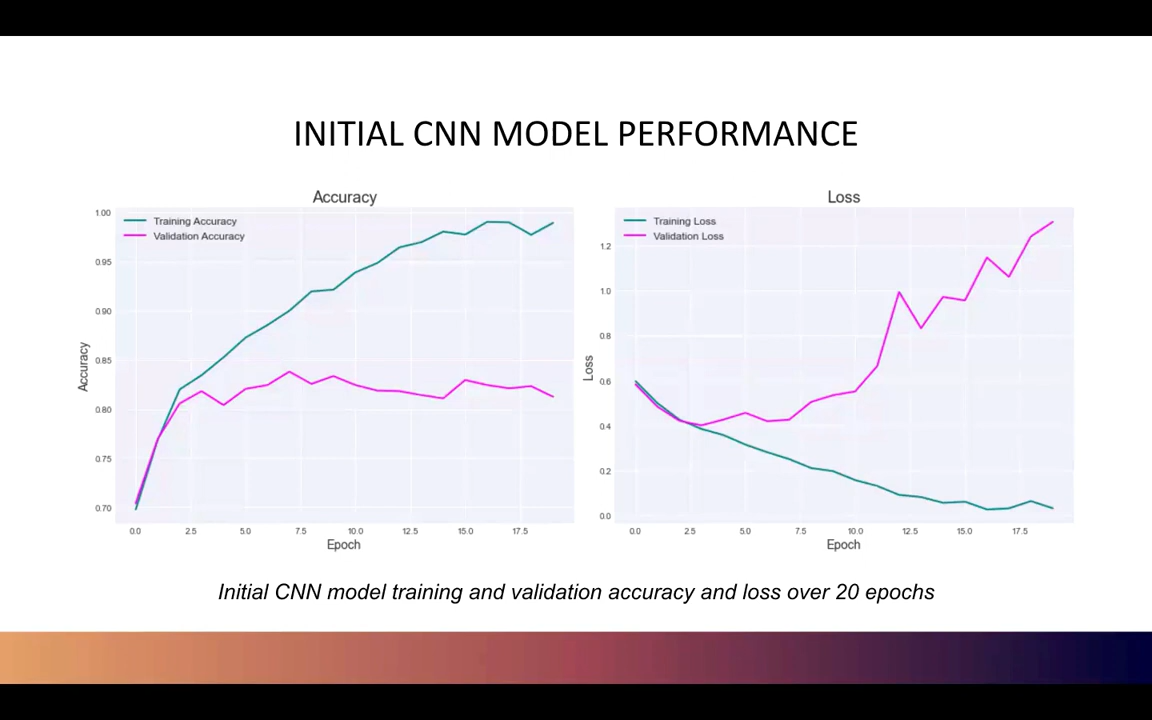 INITIAL CNN MODEL PERFORMANCE
Accuracy
Training Accuracy
Validation Accuracy
1.00
0.95
0.90
0.85
0.80
0.75
0.70
Accuracy
0.0 2.5 5.0 7.5 10.0 12.5 15.0 17.5
Epoch
Loss
Training Loss
Validation Loss
1.2
1.0
0.8
0.6
0.4
0.2
0.0
Loss
0.0 2.5 5.0 7.5 10.0 12.5 15.0 17.5
Epoch
Initial CNN model training and validation accuracy and loss over 20 epochs